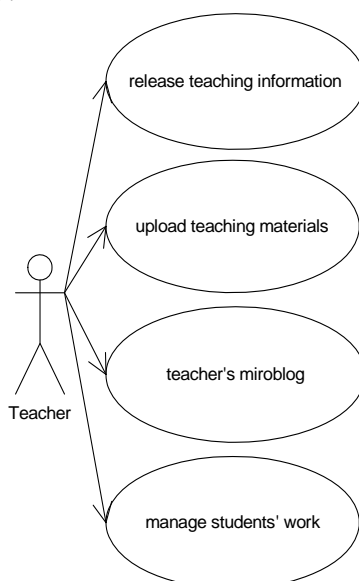 release teaching information
upload teaching materials
teacher's miroblog
Teacher
manage students' work